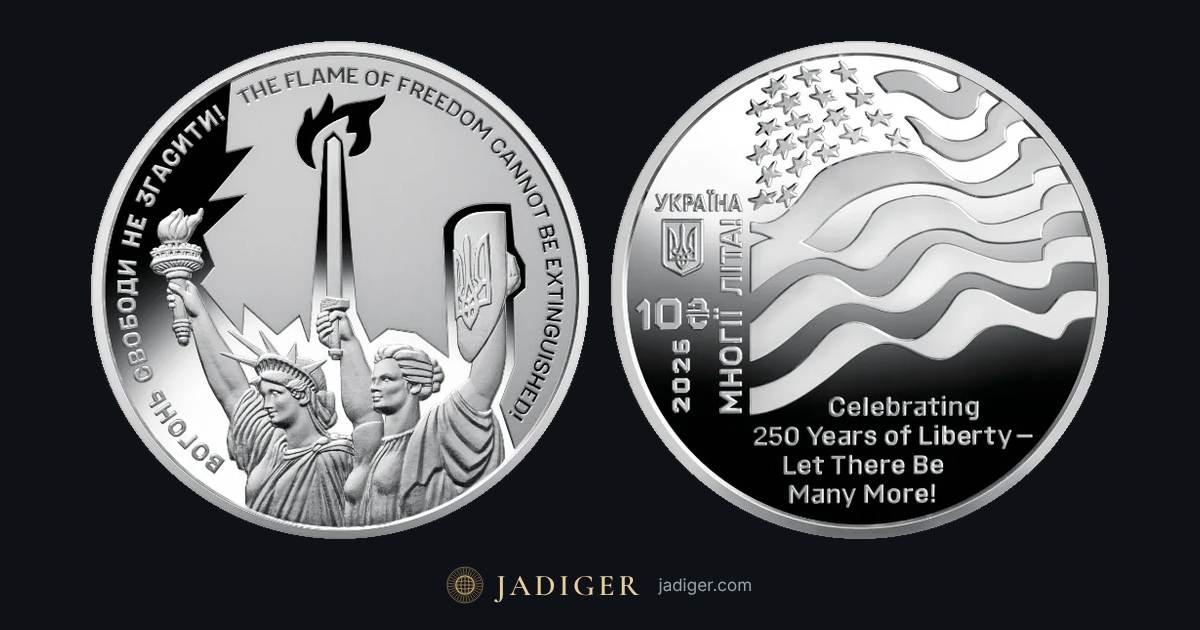 ВОГОНЬ СВОБОДИ НЕ ЗГАСИТИ!
THE FLAME OF FREEDOM CANNOT BE EXTINGUISHED!
УКРАЇНА
10₴
2026
МНОГІЇ ЛІТА!
Celebrating
250 Years of Liberty –
Let There Be
Many More!
JADIGER jadiger.com